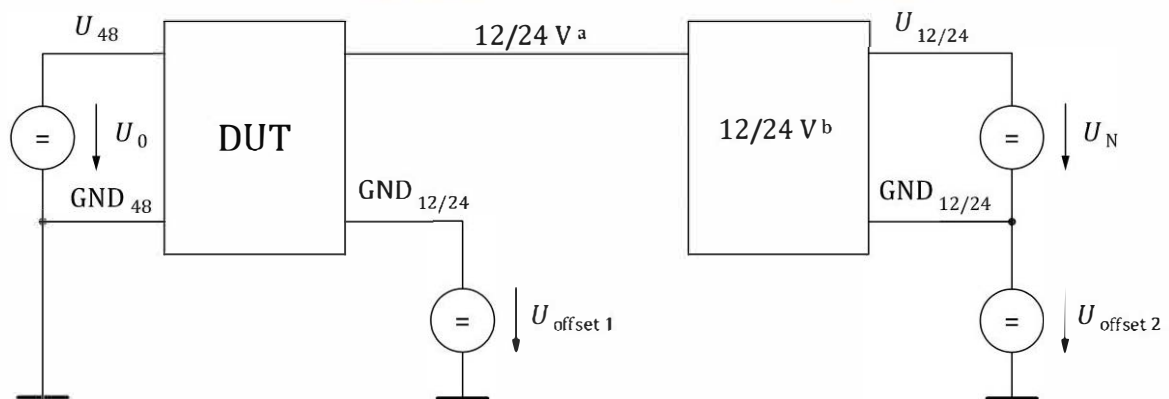 U 48
12/24 V a
U 12/24
=
U 0
DUT
12/24 V b
=
U N
GND 48
GND 12/24
GND 12/24
=
U offset 1
=
U offset 2